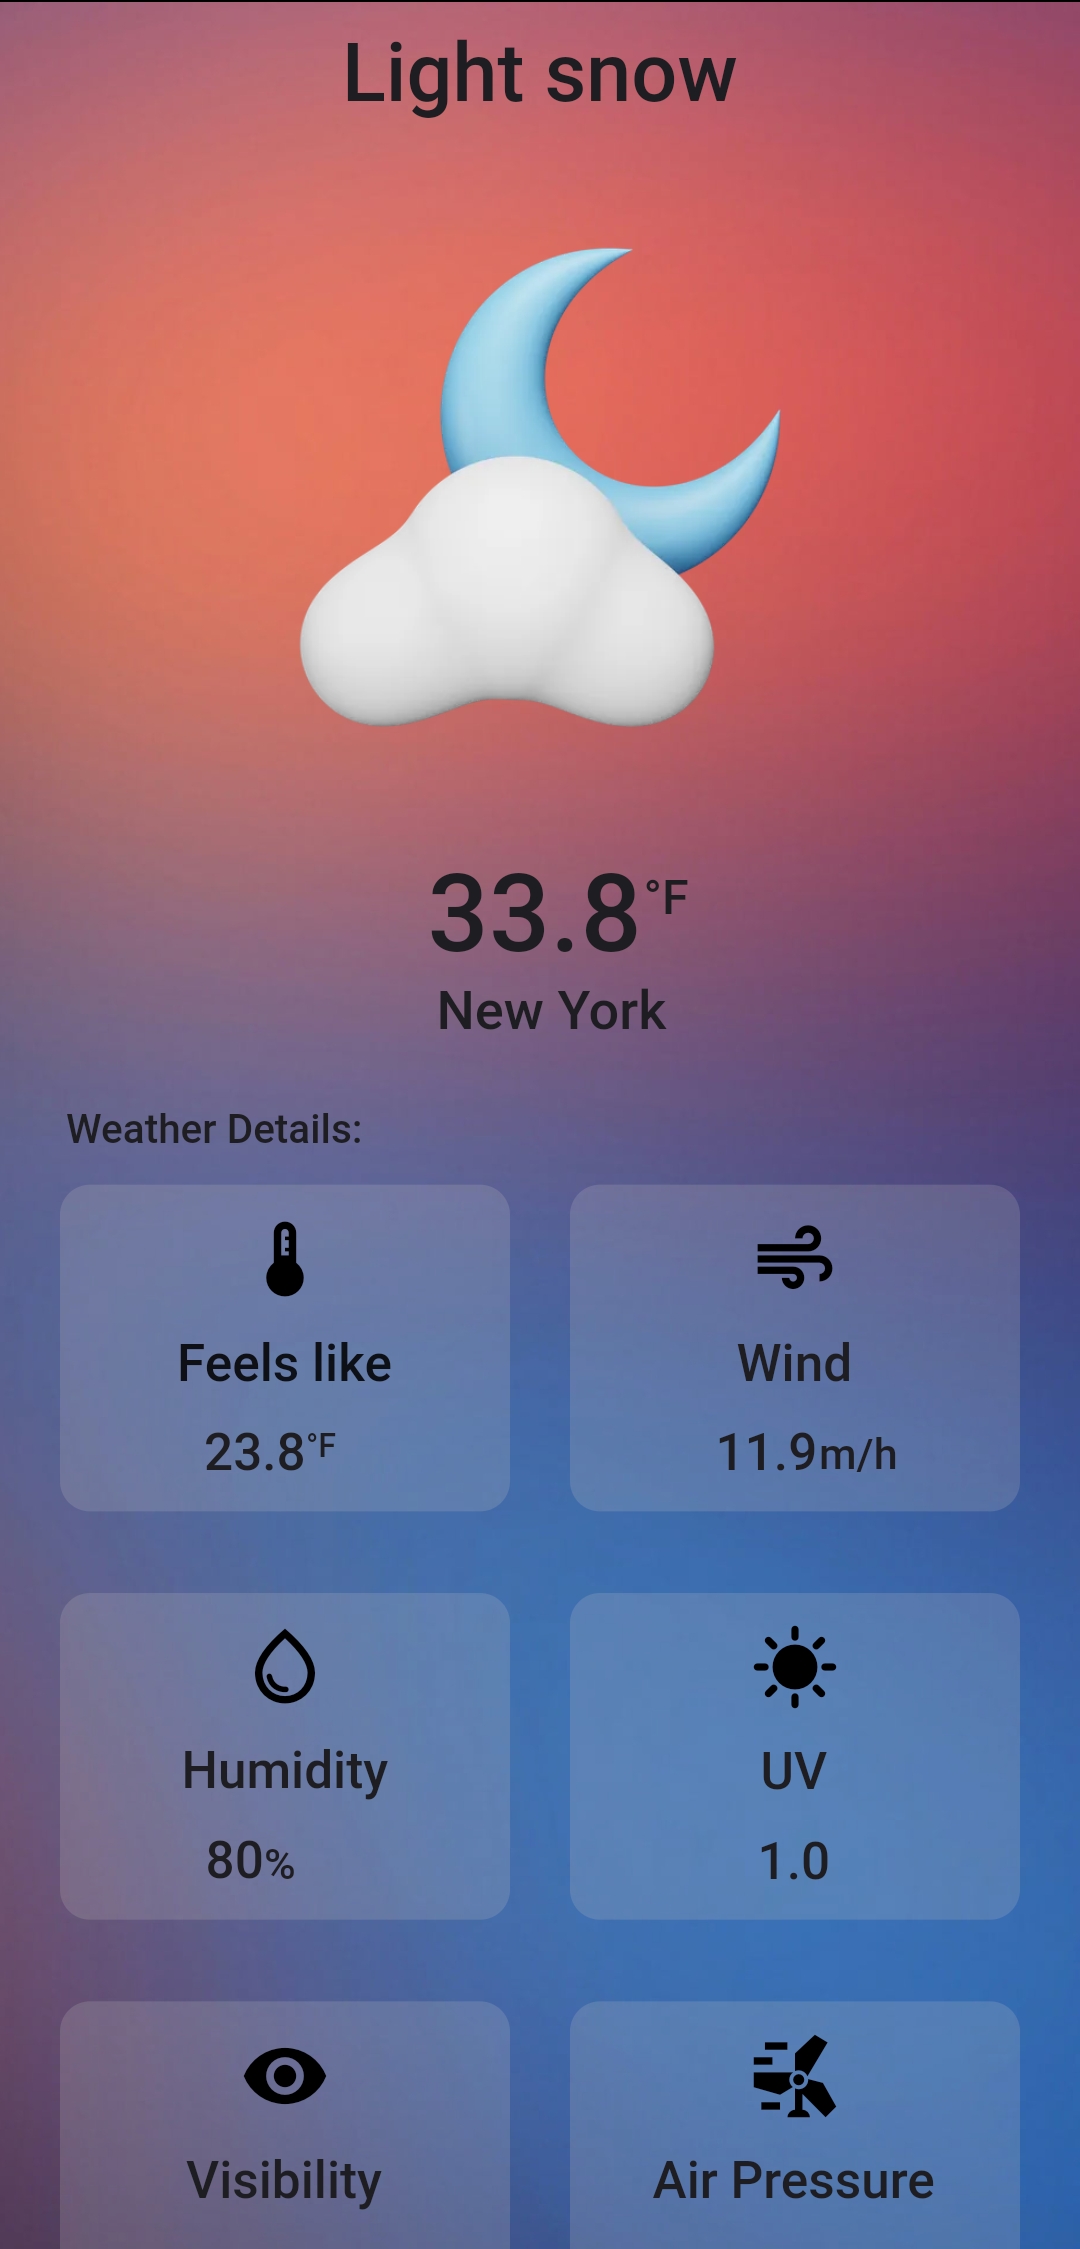 Light snow
33.8°F
New York
Weather Details:
Feels like
23.8°F
Wind
11.9m/h
Humidity
80%
UV
1.0
Visibility
Air Pressure